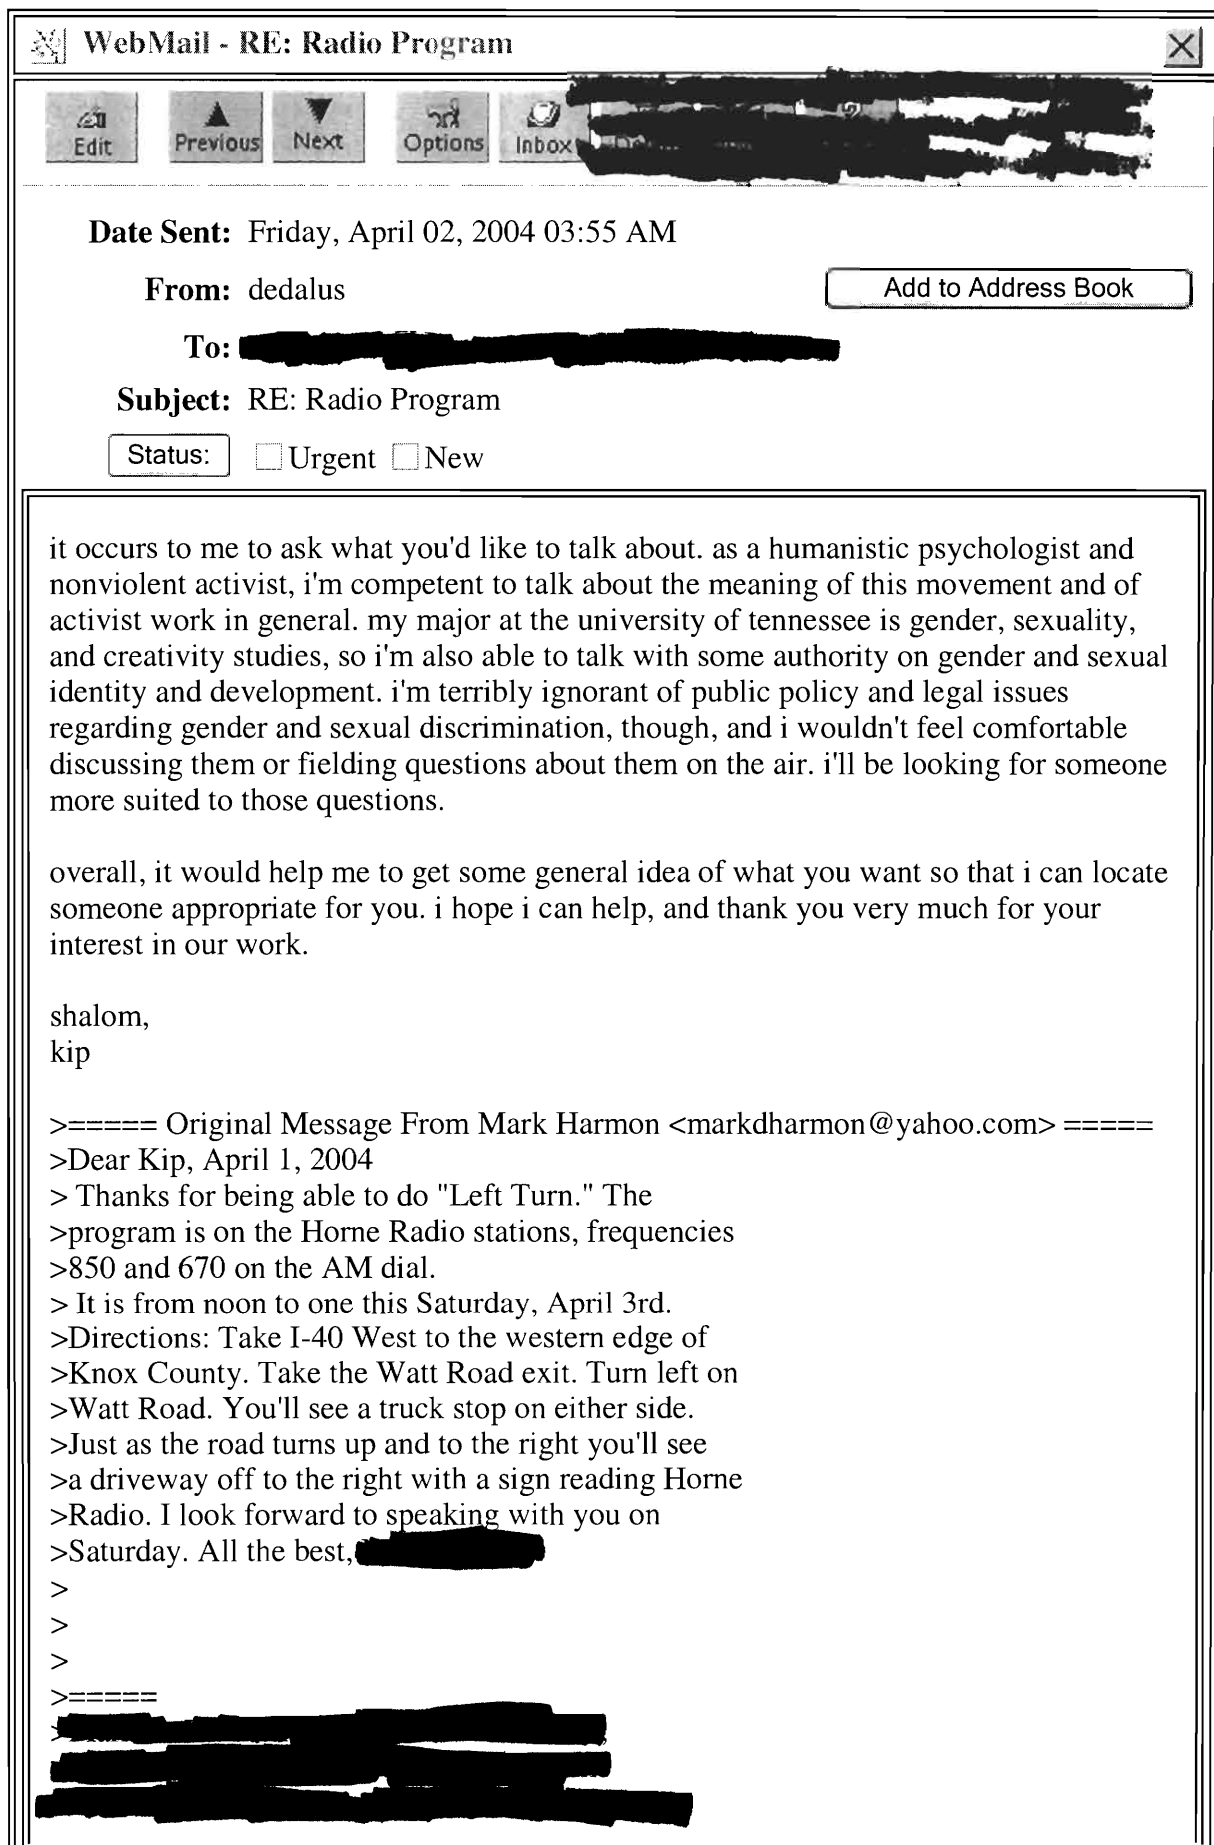 WebMail - RE: Radio Program
Edit
Previous
Next
Options
Inbox
Date Sent: Friday, April 02, 2004 03:55 AM
From: dedalus
Add to Address Book
To:
Subject: RE: Radio Program
Status: Urgent New
it occurs to me to ask what you'd like to talk about. as a humanistic psychologist and
nonviolent activist, i'm competent to talk about the meaning of this movement and of
activist work in general. my major at the university of tennessee is gender, sexuality,
and creativity studies, so i'm also able to talk with some authority on gender and sexual
identity and development. i'm terribly ignorant of public policy and legal issues
regarding gender and sexual discrimination, though, and i wouldn't feel comfortable
discussing them or fielding questions about them on the air. i'll be looking for someone
more suited to those questions.
overall, it would help me to get some general idea of what you want so that i can locate
someone appropriate for you. i hope i can help, and thank you very much for your
interest in our work.
shalom,
kip
>===== Original Message From Mark Harmon <markdharmon@yahoo.com> =====
>Dear Kip, April 1, 2004
> Thanks for being able to do "Left Turn." The
>program is on the Horne Radio stations, frequencies
>850 and 670 on the AM dial.
> It is from noon to one this Saturday, April 3rd.
>Directions: Take I-40 West to the western edge of
>Knox County. Take the Watt Road exit. Turn left on
>Watt Road. You'll see a truck stop on either side.
>Just as the road turns up and to the right you'll see
>a driveway off to the right with a sign reading Horne
>Radio. I look forward to speaking with you on
>Saturday. All the best,
>
>
>
>=====
>